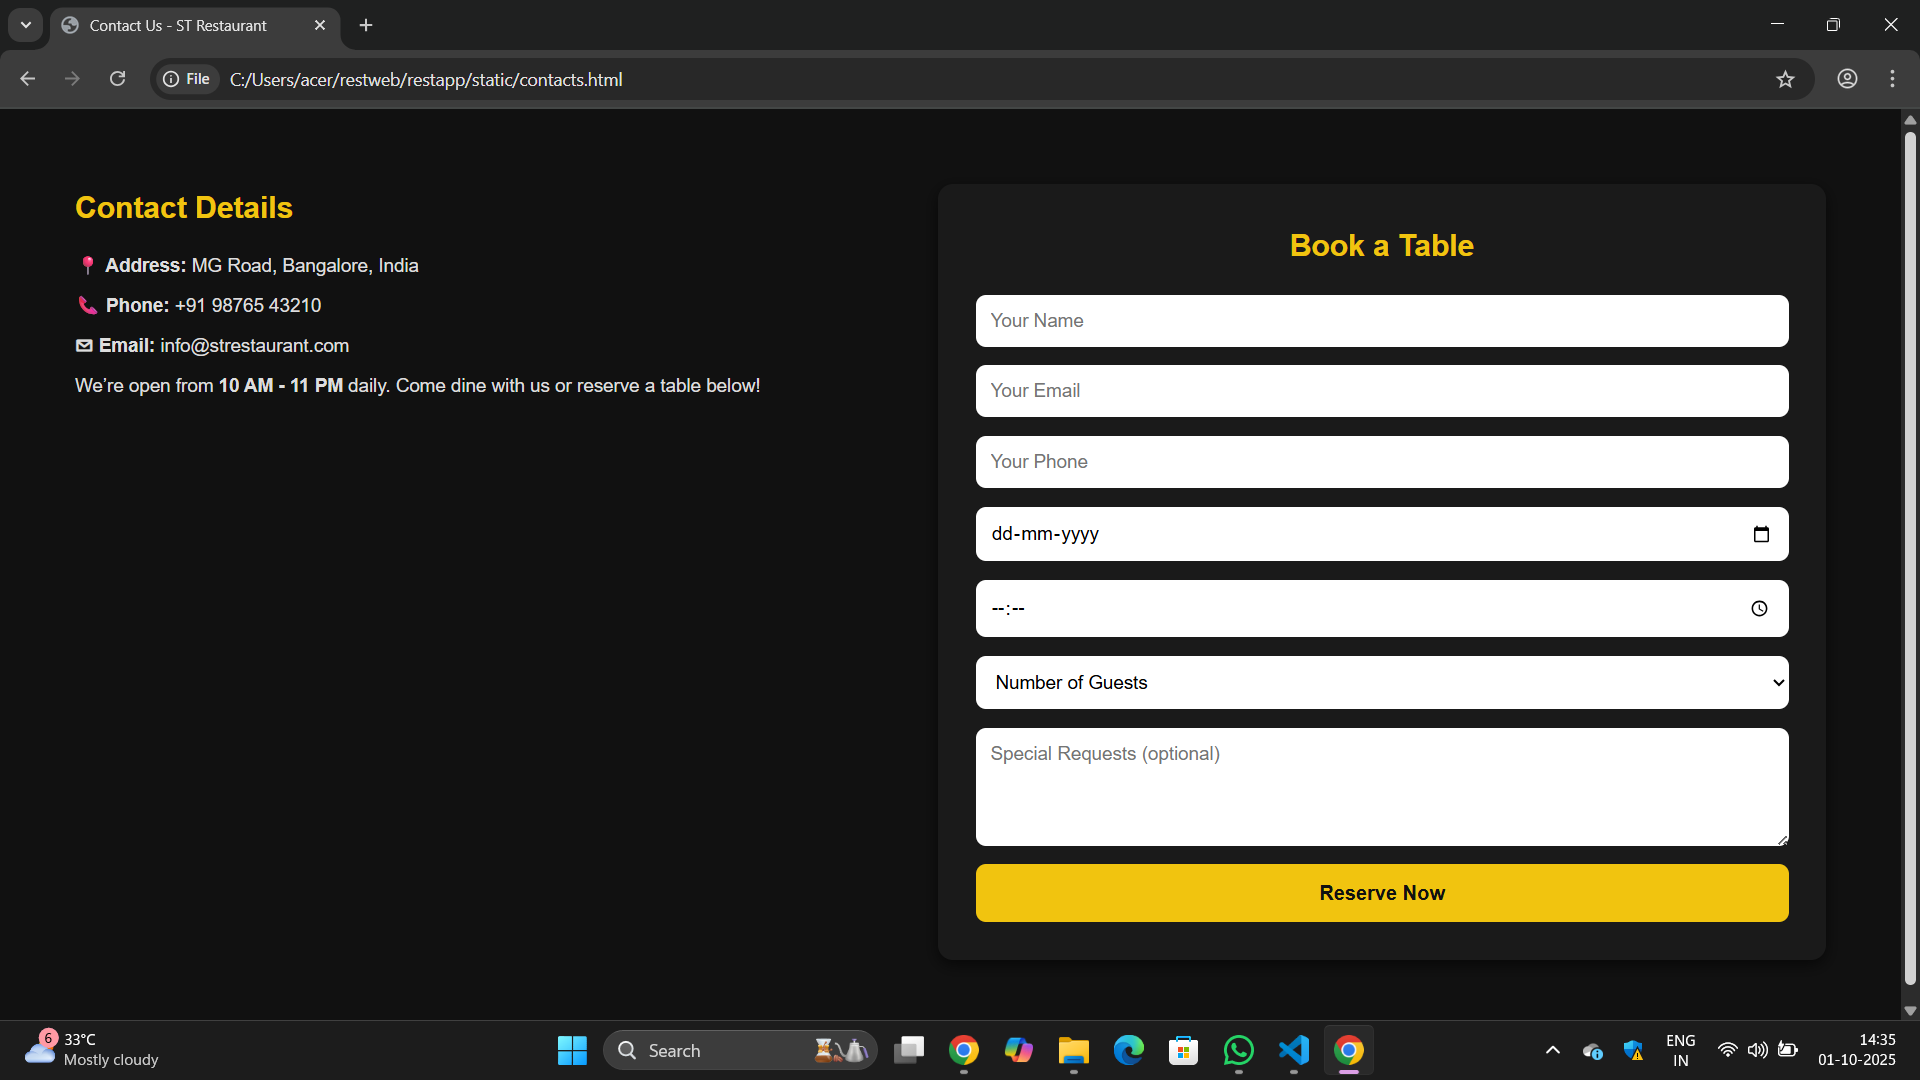 Contact Us - ST Restaurant
File
C:/Users/acer/restweb/restapp/static/contacts.html
Contact Details
Address: MG Road, Bangalore, India
Phone: +91 98765 43210
Email: info@strestaurant.com
We’re open from 10 AM - 11 PM daily. Come dine with us or reserve a table below!
Book a Table
Your Name
Your Email
Your Phone
dd-mm-yyyy
--:--
Number of Guests
Special Requests (optional)
Reserve Now
6
33°C
Mostly cloudy
Search
ENG
IN
14:35
01-10-2025